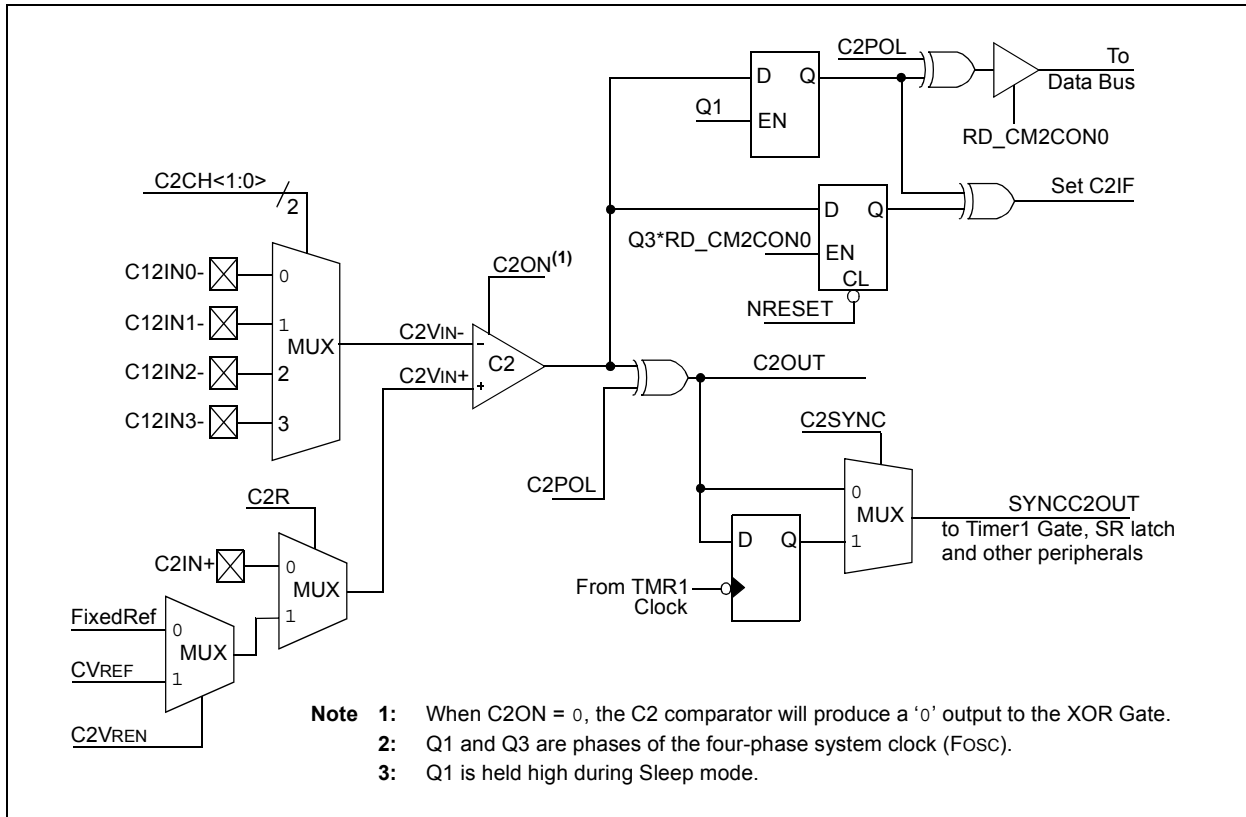 C2POL
To
Data Bus
D Q
Q1
EN
RD_CM2CON0
C2CH<1:0>
2
Set C2IF
D Q
Q3*RD_CM2CON0
EN
CL
NRESET
C2ON(1)
C12IN0-
0
C12IN1-
1
MUX
C2VIN-
-
C2
C12IN2-
2
C2VIN+
+
C12IN3-
3
C2OUT
C2SYNC
C2POL
C2R
0
MUX
SYNCC2OUT
to Timer1 Gate, SR latch
and other peripherals
D Q
1
C2IN+
0
MUX
1
From TMR1
Clock
FixedRef
0
MUX
CVREF
1
C2VREN
Note 1: When C2ON = 0, the C2 comparator will produce a ‘0’ output to the XOR Gate.
2: Q1 and Q3 are phases of the four-phase system clock (FOSC).
3: Q1 is held high during Sleep mode.